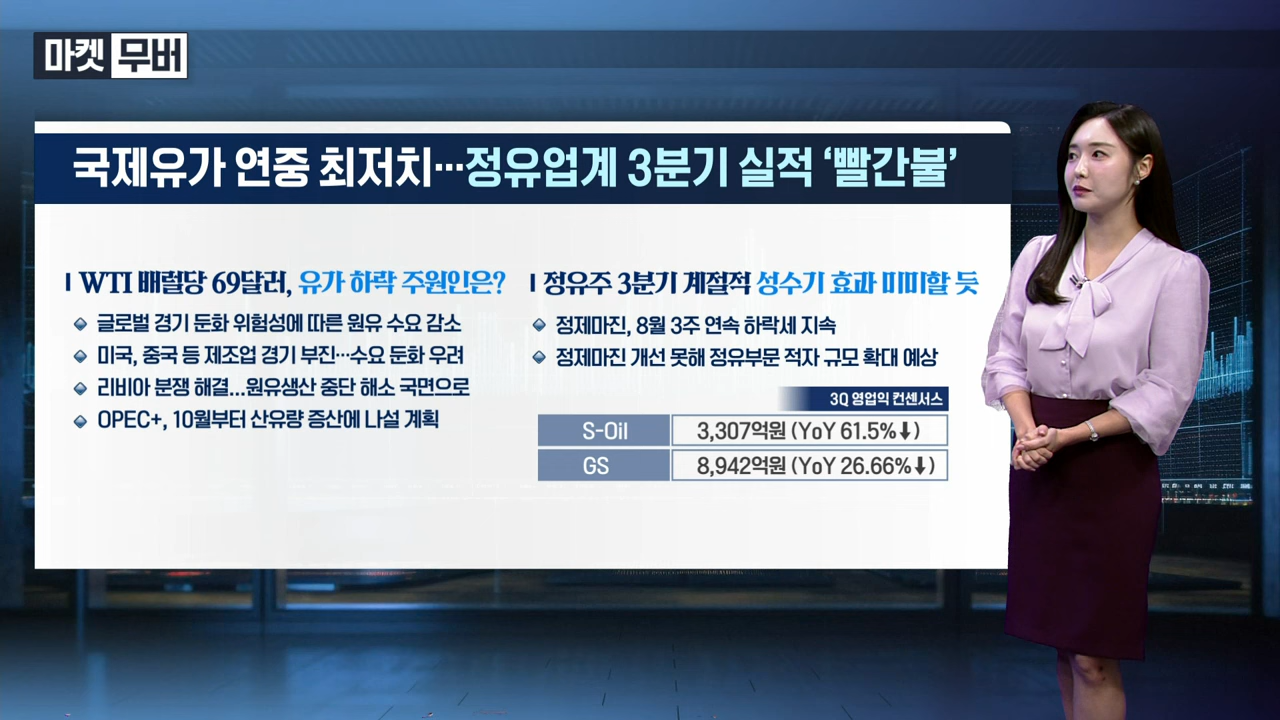 마켓무버
국제유가 연중 최저치…정유업계 3분기 실적 ‘빨간불’
WTI 배럴당 69달러, 유가 하락 주원인은?
글로벌 경기 둔화 위험성에 따른 원유 수요 감소
미국, 중국 등 제조업 경기 부진…수요 둔화 우려
리비아 분쟁 해결...원유생산 중단 해소 국면으로
OPEC+, 10월부터 산유량 증산에 나설 계획
정유주 3분기 계절적 성수기 효과 미미할 듯
정제마진, 8월 3주 연속 하락세 지속
정제마진 개선 못해 정유부문 적자 규모 확대 예상
3Q 영업익 컨센서스
S-Oil 3,307억원 (YoY 61.5%⬇)
GS 8,942억원 (YoY 26.66%⬇)